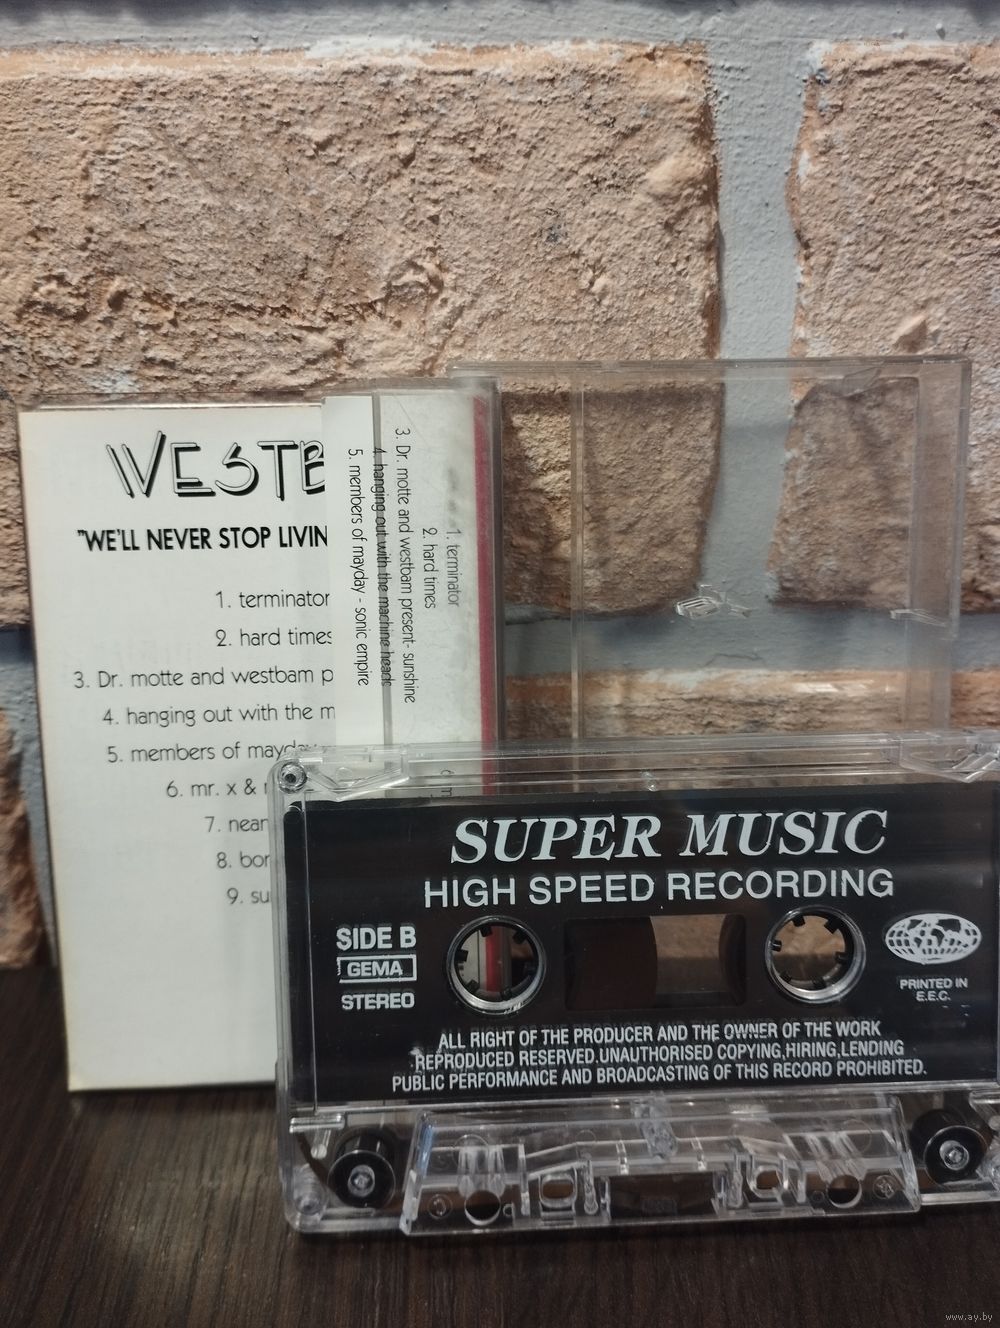 WESTB
"WE'LL NEVER STOP LIVIN
1. terminator
2. hard times
3. Dr. motte and westbam p
4. hanging out with the m
5. members of mayday
6. mr. x &
7. near
8. bor
9. su
1. terminator
2. hard times
3. Dr. motte and westbam present- sunshine
4. hanging out with the machine heads
5. members of mayday - sonic empire
SUPER MUSIC
HIGH SPEED RECORDING
SIDE B
GEMA
STEREO
PRINTED IN
E.E.C.
ALL RIGHT OF THE PRODUCER AND THE OWNER OF THE WORK
REPRODUCED RESERVED.UNAUTHORISED COPYING,HIRING,LENDING
PUBLIC PERFORMANCE AND BROADCASTING OF THIS RECORD PROHIBITED.
www.ay.by